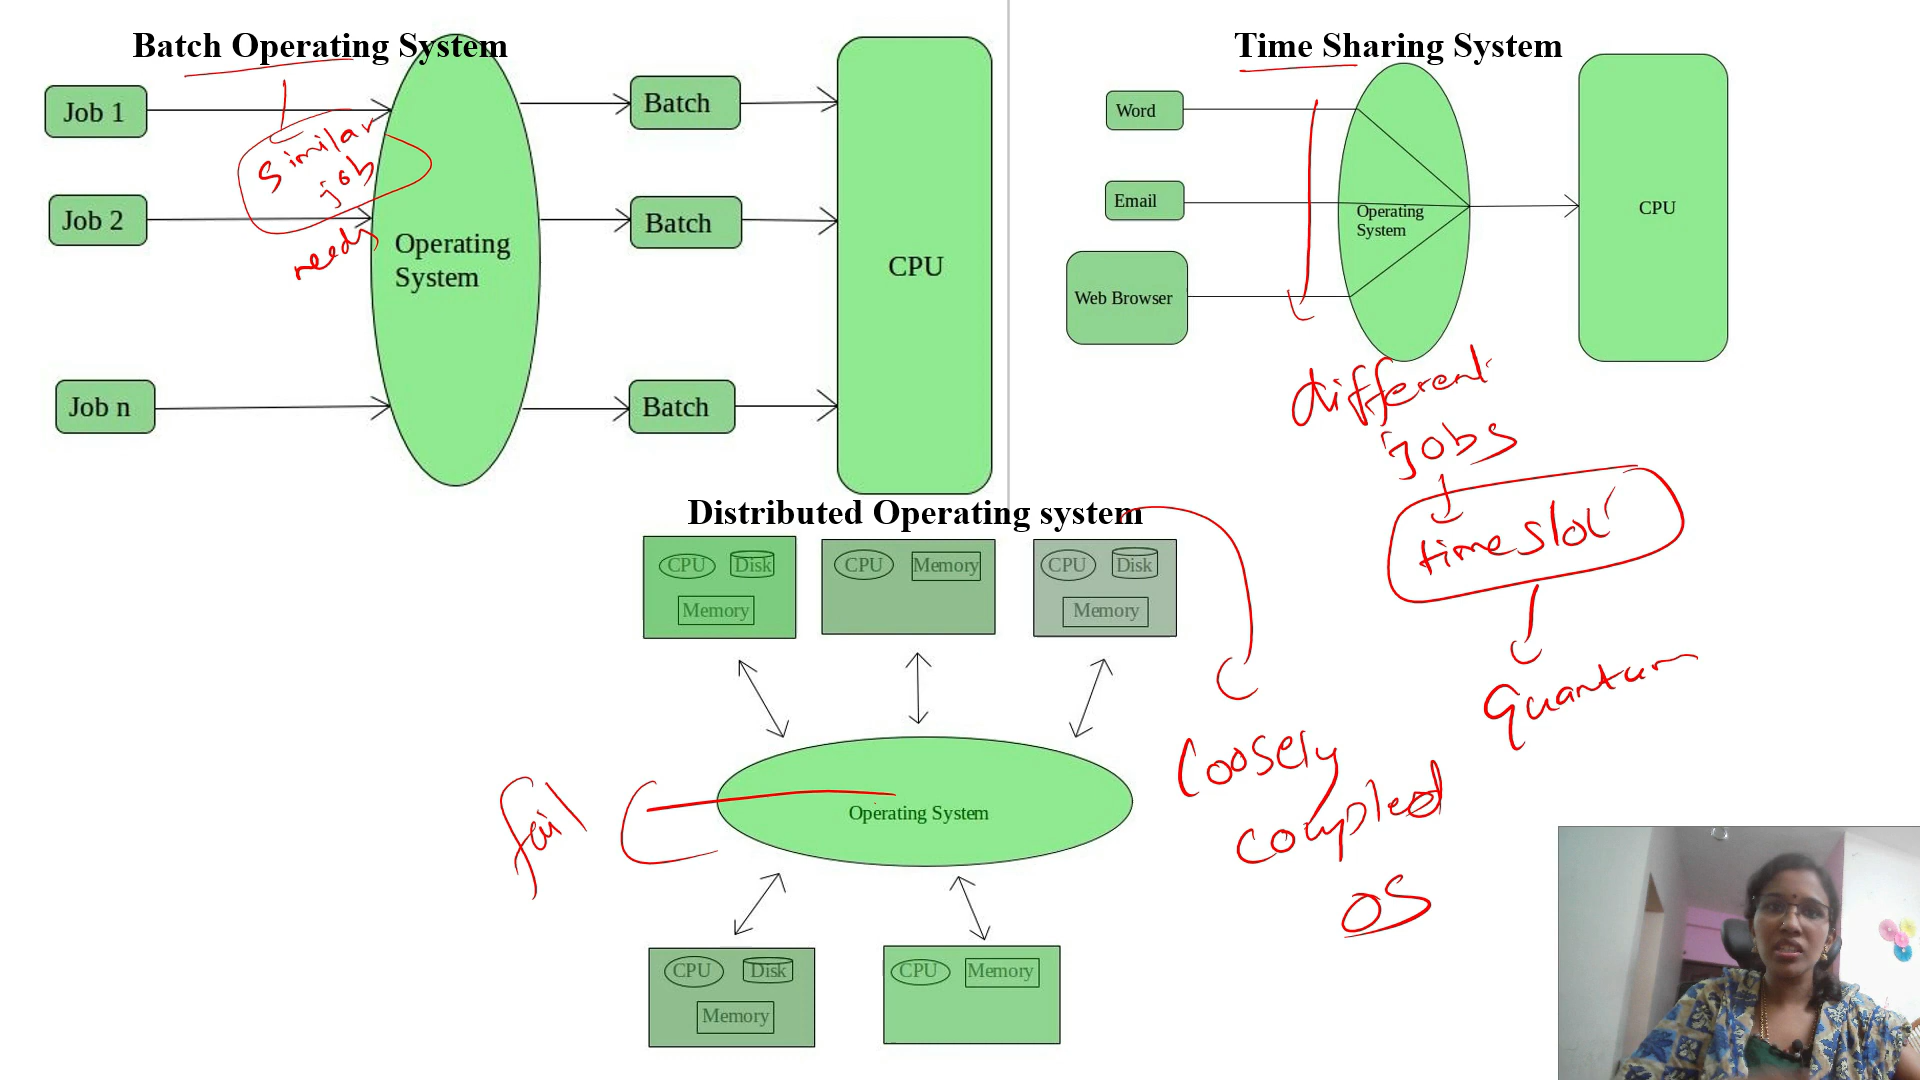 Batch Operating System
Job 1
Job 2
Job n
Similar
job
needs
Operating
System
Batch
Batch
Batch
CPU
Time Sharing System
Word
Email
Web Browser
Operating
System
CPU
different
jobs
time slot
Quantum
Distributed Operating system
CPU Disk
Memory
CPU Memory
CPU Disk
Memory
Operating System
fail
Loosely
coupled
OS
CPU Disk
Memory
CPU Memory